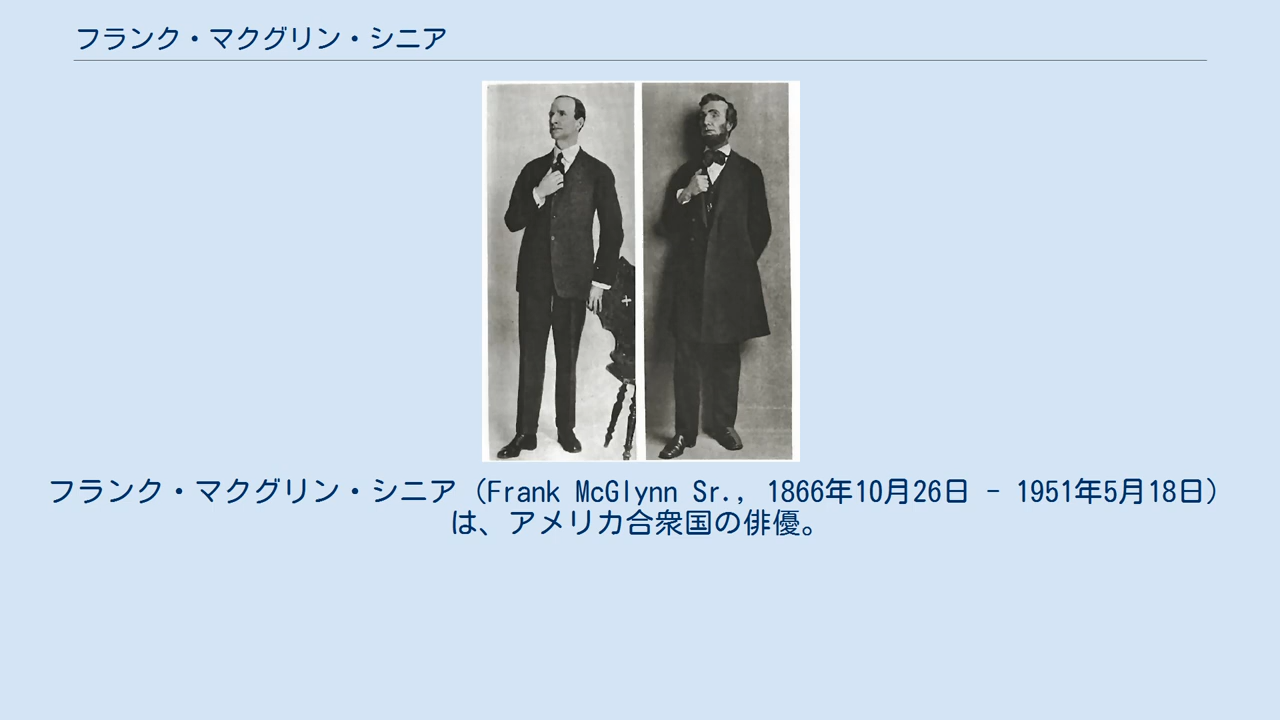 フランク・マクグリン・シニア
フランク・マクグリン・シニア（Frank McGlynn Sr., 1866年10月26日 - 1951年5月18日）
は、アメリカ合衆国の俳優。